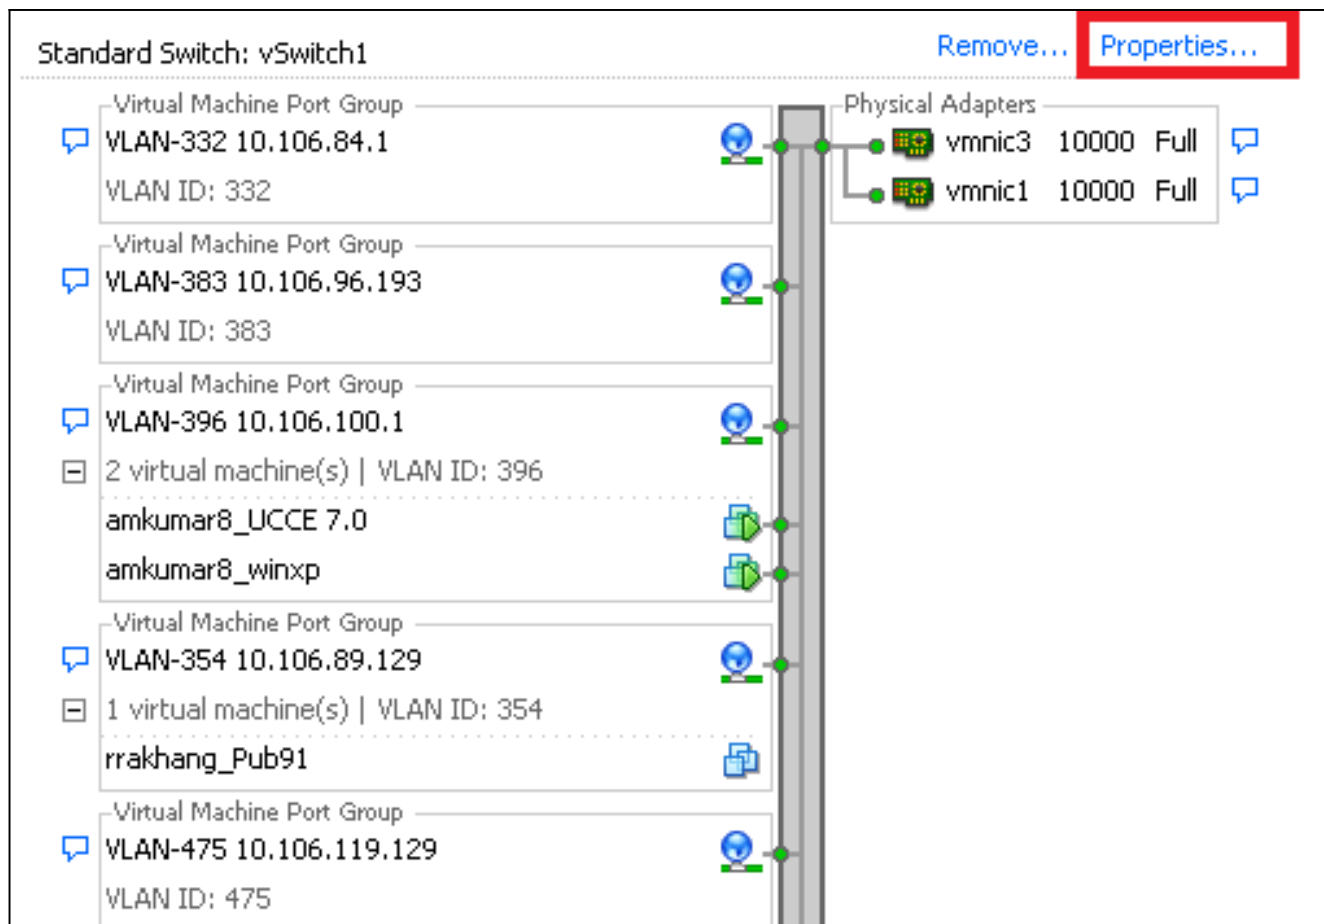 Standard Switch: vSwitch1 Remove... Properties...
Virtual Machine Port Group
VLAN-332 10.106.84.1
VLAN ID: 332
Physical Adapters
vmnic3 10000 Full
vmnic1 10000 Full
Virtual Machine Port Group
VLAN-383 10.106.96.193
VLAN ID: 383
Virtual Machine Port Group
VLAN-396 10.106.100.1
2 virtual machine(s) | VLAN ID: 396
amkumar8_UCCE 7.0
amkumar8_winxp
Virtual Machine Port Group
VLAN-354 10.106.89.129
1 virtual machine(s) | VLAN ID: 354
rrakhang_Pub91
Virtual Machine Port Group
VLAN-475 10.106.119.129
VLAN ID: 475